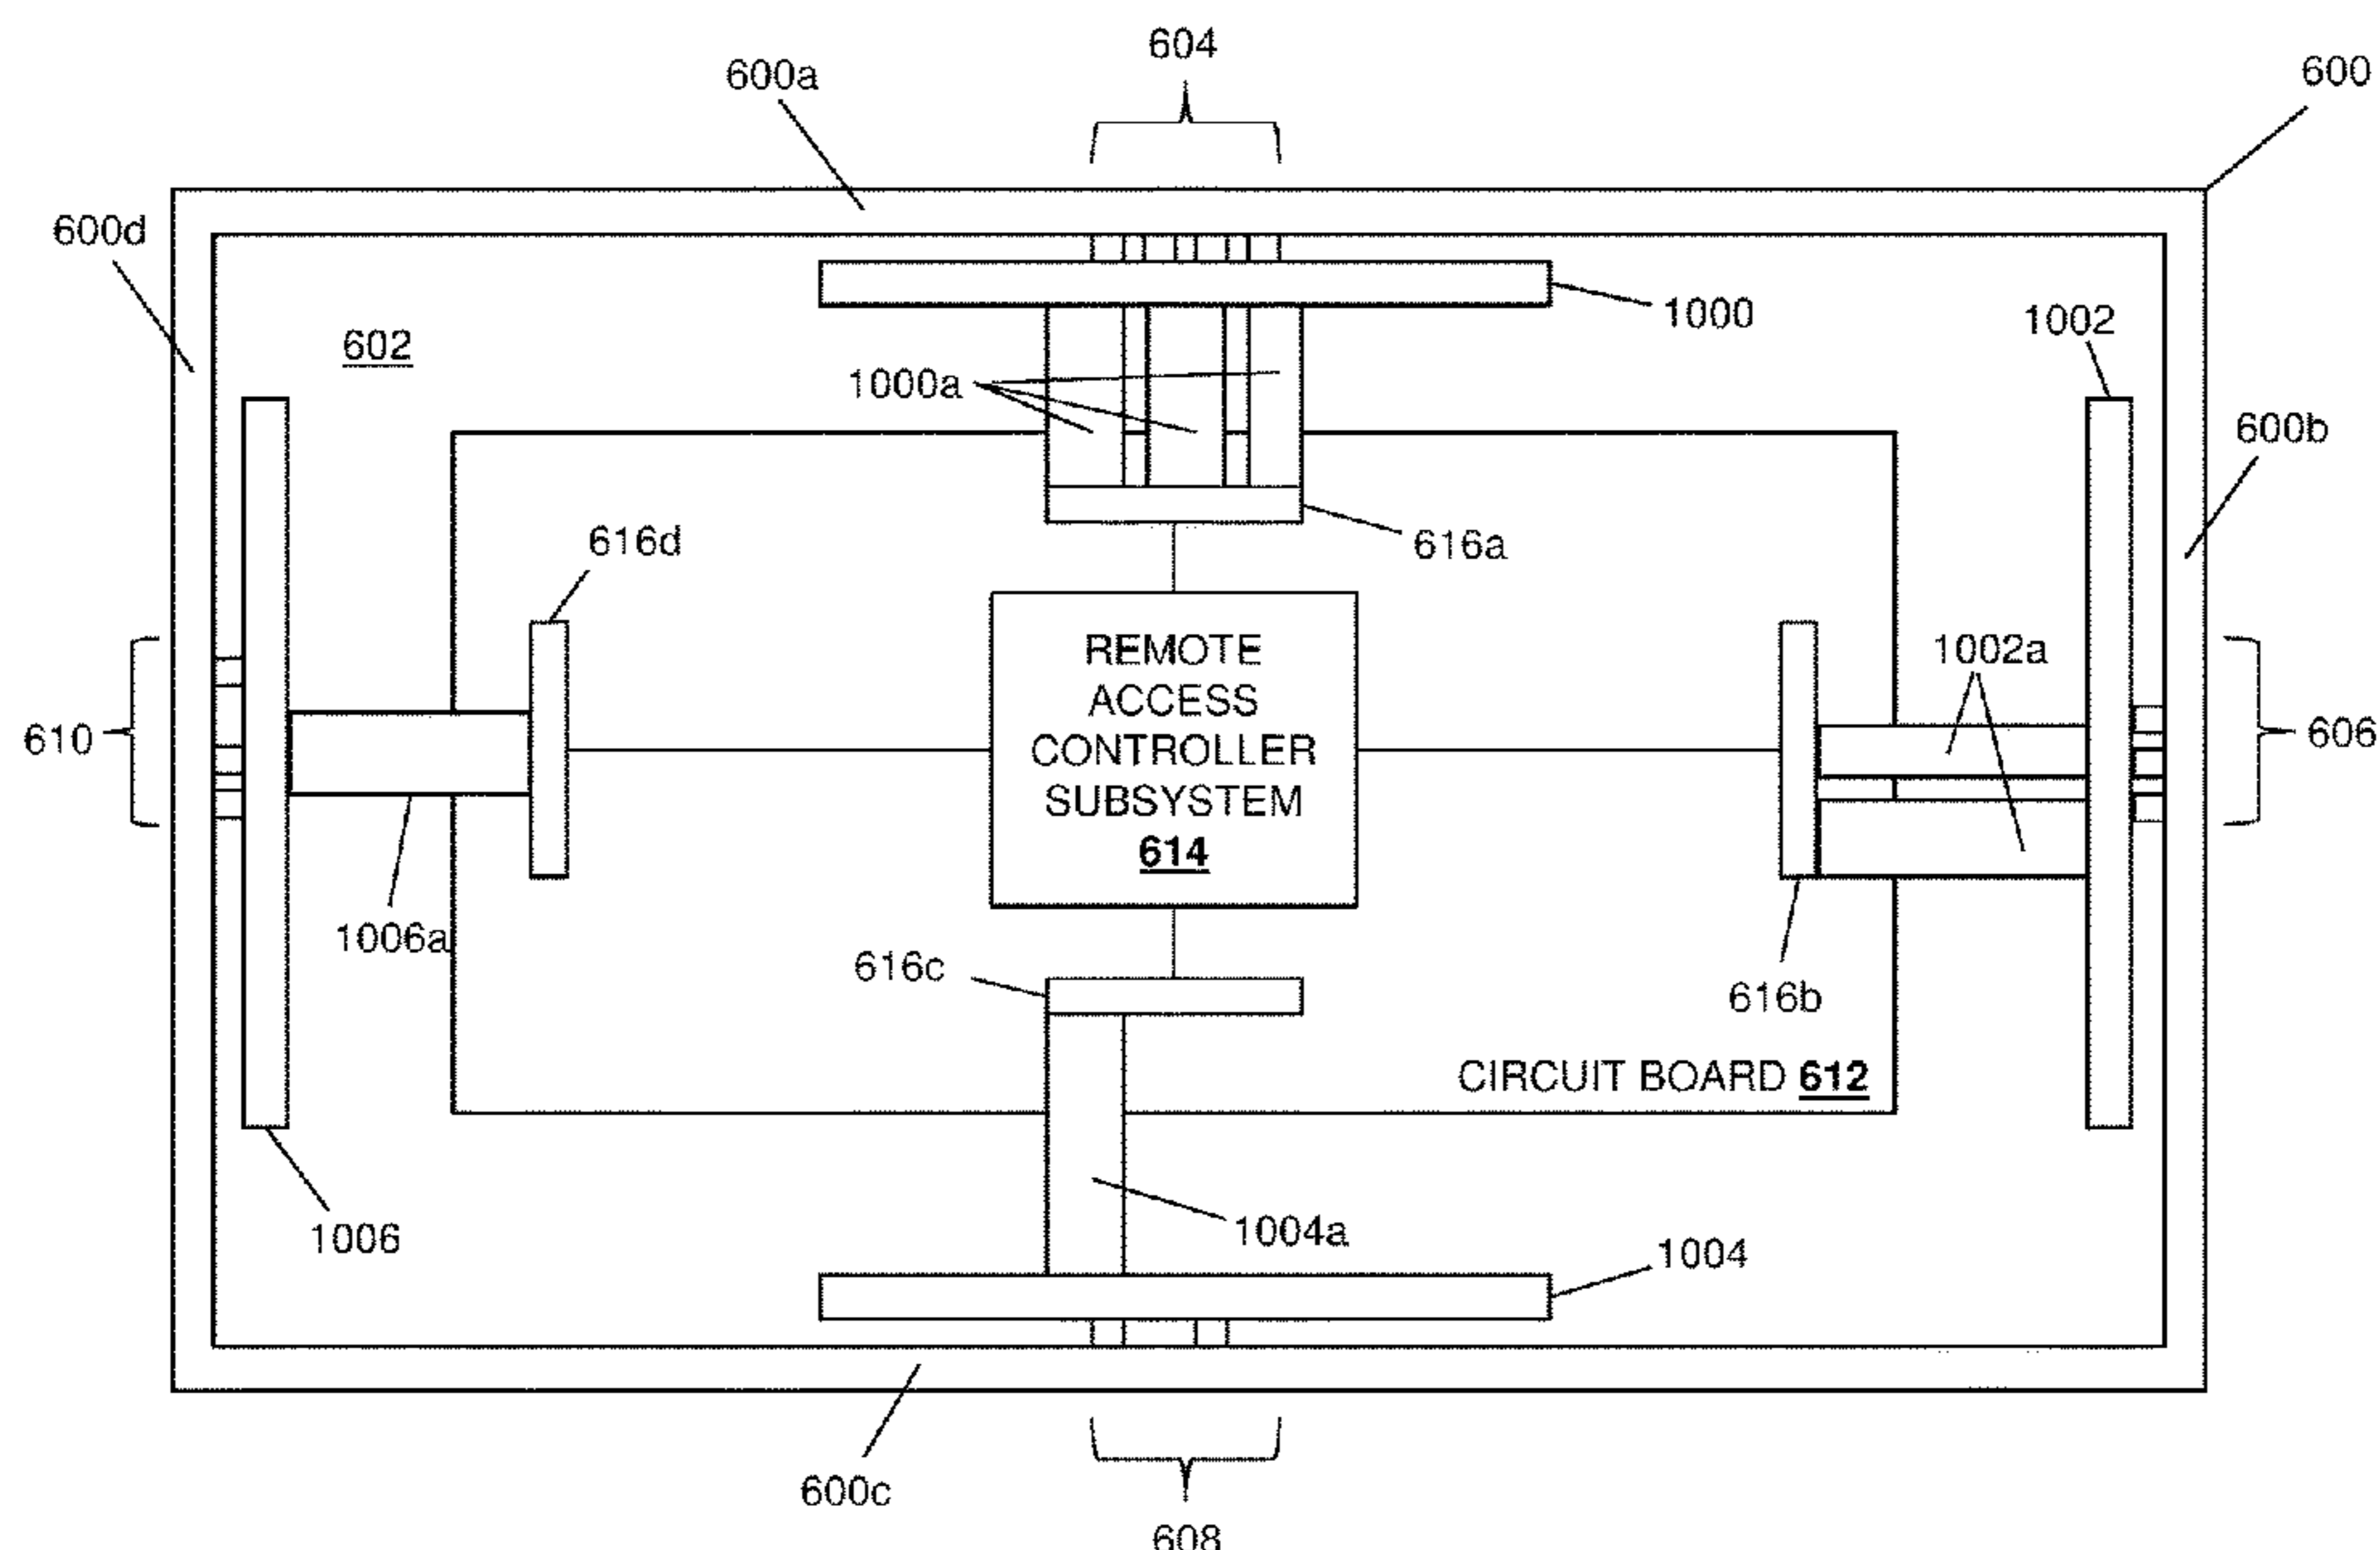 604
600a
600
600d
1000
1002
602
1000a
600b
616d
616a
REMOTE
ACCESS
CONTROLLER
SUBSYSTEM
614
1002a
610
606
1006a
616c
616b
CIRCUIT BOARD 612
1006
1004a
1004
600c
608